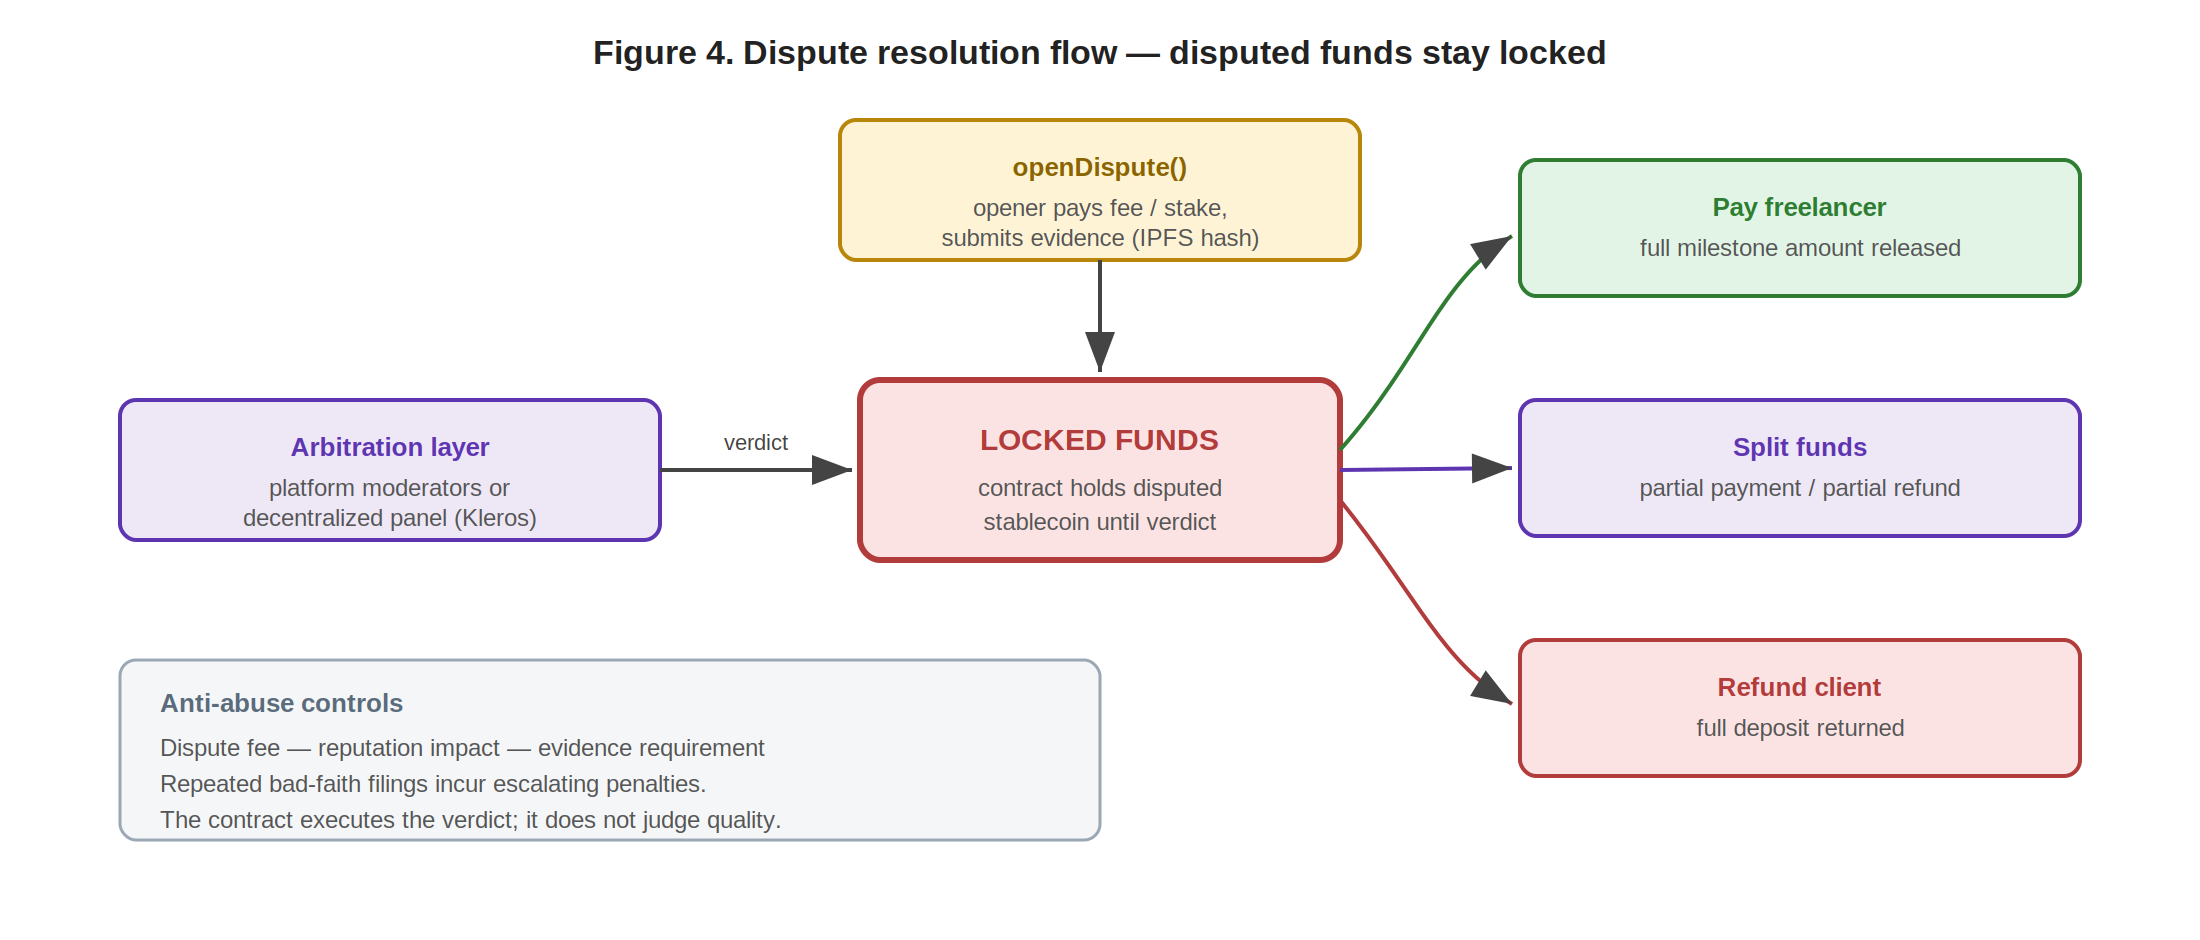 Figure 4. Dispute resolution flow — disputed funds stay locked
openDispute()
opener pays fee / stake,
submits evidence (IPFS hash)
Pay freelancer
full milestone amount released
Arbitration layer
platform moderators or
decentralized panel (Kleros)
verdict
LOCKED FUNDS
contract holds disputed
stablecoin until verdict
Split funds
partial payment / partial refund
Refund client
full deposit returned
Anti-abuse controls
Dispute fee — reputation impact — evidence requirement
Repeated bad-faith filings incur escalating penalties.
The contract executes the verdict; it does not judge quality.